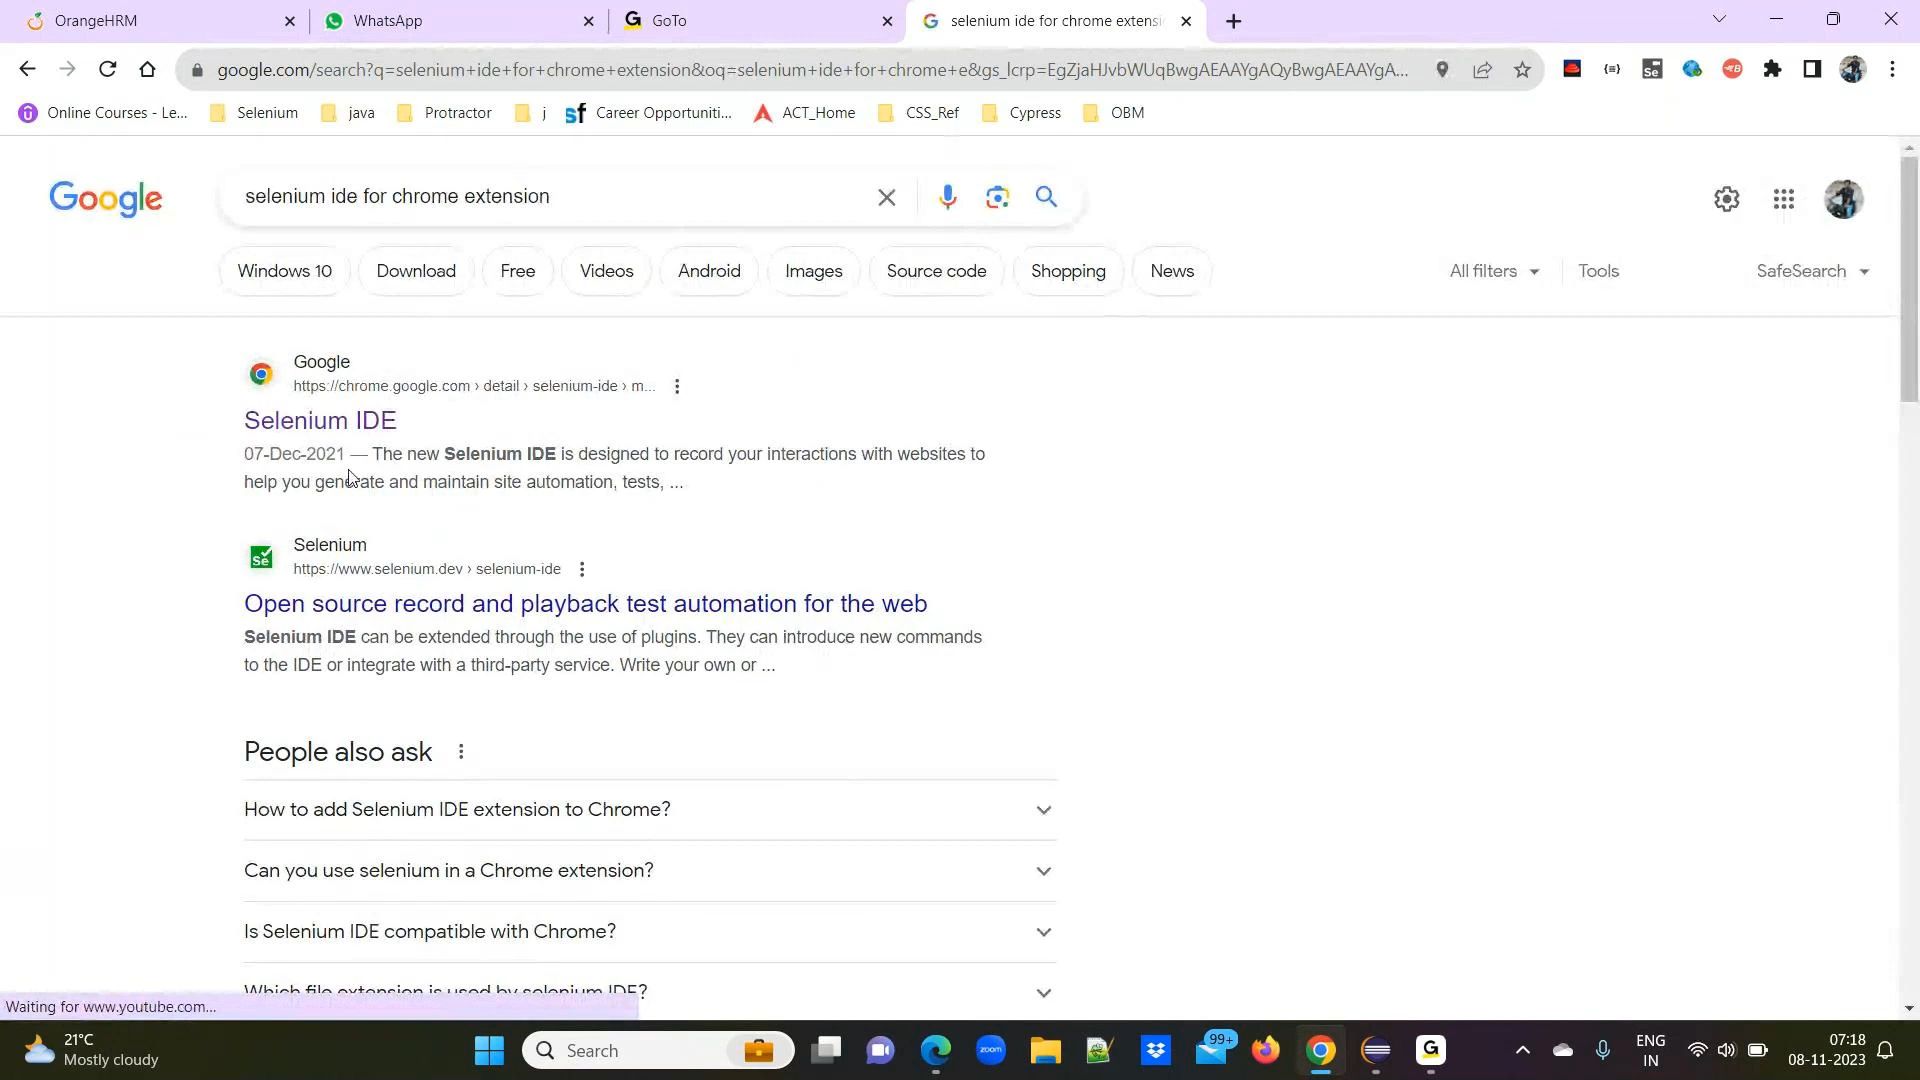 OrangeHRM
WhatsApp
GoTo
selenium ide for chrome extensi
google.com/search?q=selenium+ide+for+chrome+extension&oq=selenium+ide+for+chrome+e&gs_lcrp=EgZjaHJvbWUqBwgAEAAYgAQyBwgAEAAYgA...
Online Courses - Le...
Selenium
java
Protractor
j
Career Opportuniti...
ACT_Home
CSS_Ref
Cypress
OBM
Google
selenium ide for chrome extension
Windows 10
Download
Free
Videos
Android
Images
Source code
Shopping
News
All filters
Tools
SafeSearch
Google
https://chrome.google.com › detail › selenium-ide › m...
Selenium IDE
07-Dec-2021 — The new Selenium IDE is designed to record your interactions with websites to
help you generate and maintain site automation, tests, ...
Selenium
https://www.selenium.dev › selenium-ide
Open source record and playback test automation for the web
Selenium IDE can be extended through the use of plugins. They can introduce new commands
to the IDE or integrate with a third-party service. Write your own or ...
People also ask
How to add Selenium IDE extension to Chrome?
Can you use selenium in a Chrome extension?
Is Selenium IDE compatible with Chrome?
Which file extension is used by selenium IDE?
Waiting for www.youtube.com...
21°C
Mostly cloudy
Search
zoom
99+
ENG
IN
07:18
08-11-2023